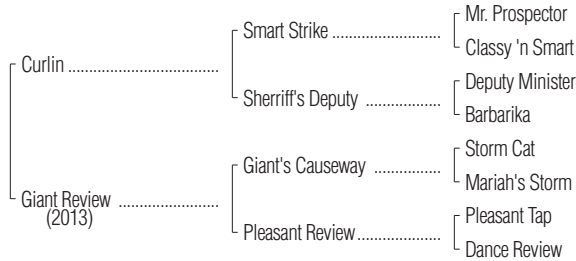 Curlin
Giant Review
(2013)
Smart Strike
Sherriff's Deputy
Giant's Causeway
Pleasant Review
Mr. Prospector
Classy 'n Smart
Deputy Minister
Barbarika
Storm Cat
Mariah's Storm
Pleasant Tap
Dance Review